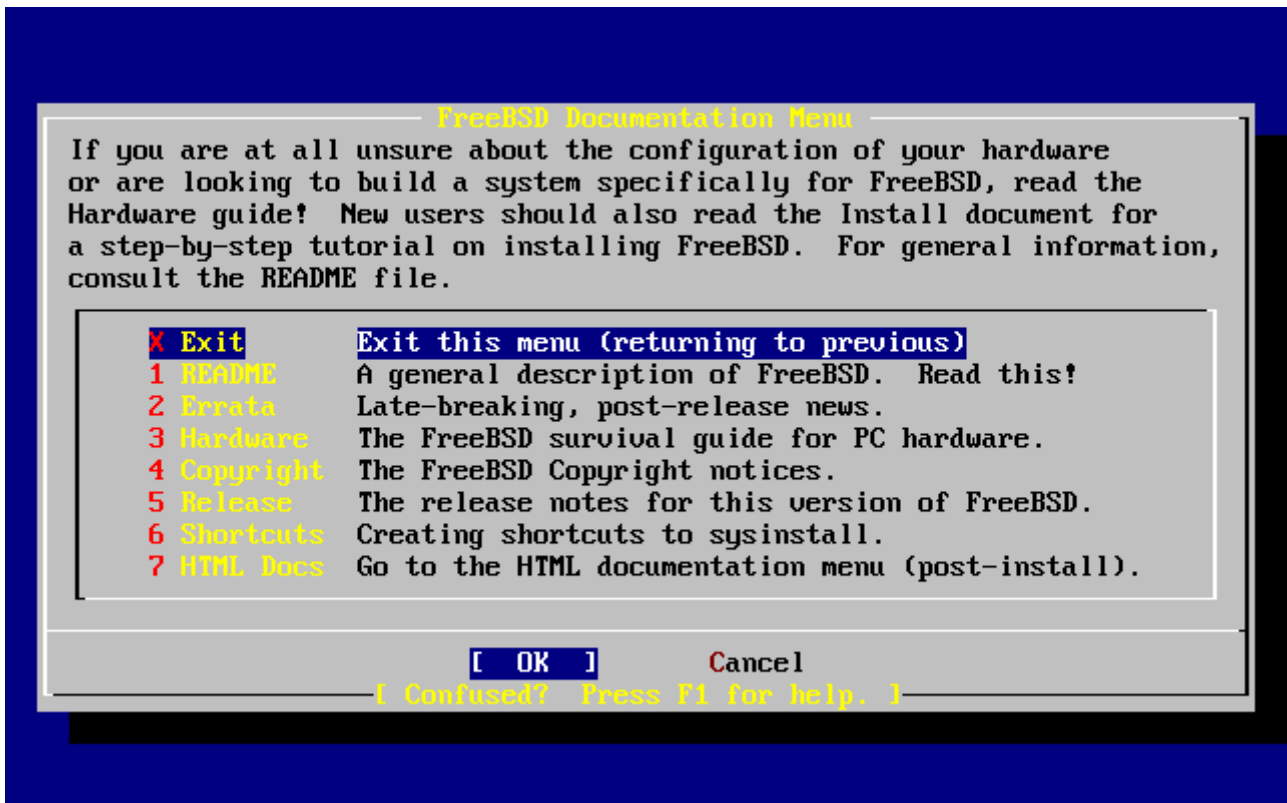 FreeBSD Documentation Menu
If you are at all unsure about the configuration of your hardware
or are looking to build a system specifically for FreeBSD, read the
Hardware guide!  New users should also read the Install document for
a step-by-step tutorial on installing FreeBSD.  For general information,
consult the README file.
X Exit Exit this menu (returning to previous)
1 README A general description of FreeBSD.  Read this!
2 Errata Late-breaking, post-release news.
3 Hardware The FreeBSD survival guide for PC hardware.
4 Copyright The FreeBSD Copyright notices.
5 Release The release notes for this version of FreeBSD.
6 Shortcuts Creating shortcuts to sysinstall.
7 HTML Docs Go to the HTML documentation menu (post-install).
[  OK  ] Cancel
[ Confused?  Press F1 for help. ]